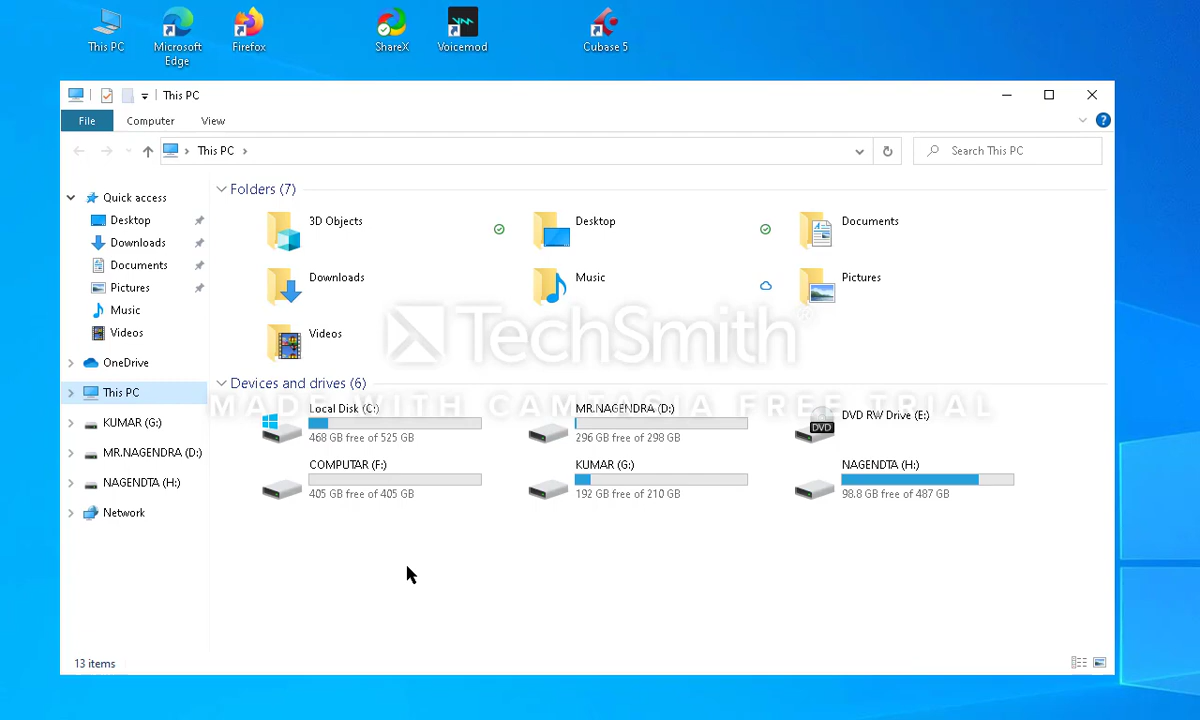 This PC
Microsoft
Edge
Firefox
ShareX
Voicemod
Cubase 5
This PC
File
Computer
View
?
This PC
Search This PC
Quick access
Desktop
Downloads
Documents
Pictures
Music
Videos
OneDrive
This PC
KUMAR (G:)
MR.NAGENDRA (D:)
NAGENDTA (H:)
Network
Folders (7)
3D Objects
Desktop
Documents
Downloads
Music
Pictures
Videos
TechSmith®
MADE WITH CAMTASIA FREE TRIAL
Devices and drives (6)
Local Disk (C:)
468 GB free of 525 GB
MR.NAGENDRA (D:)
296 GB free of 298 GB
DVD
DVD RW Drive (E:)
COMPUTAR (F:)
405 GB free of 405 GB
KUMAR (G:)
192 GB free of 210 GB
NAGENDTA (H:)
98.8 GB free of 487 GB
13 items